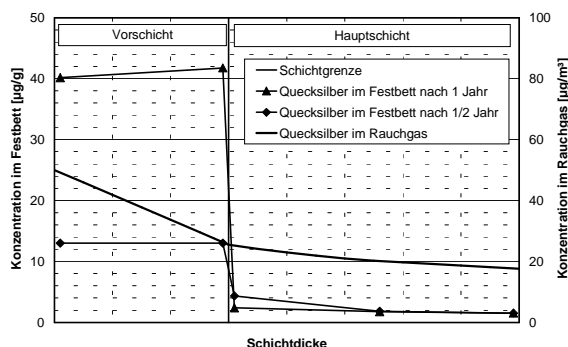 50
40
30
20
10
0
Konzentration im Festbett [µg/g]
Vorschicht
Hauptschicht
Schichtgrenze
Quecksilber im Festbett nach 1 Jahr
Quecksilber im Festbett nach 1/2 Jahr
Quecksilber im Rauchgas
100
80
60
40
20
0
Konzentration im Rauchgas [µg/m³]
Schichtdicke